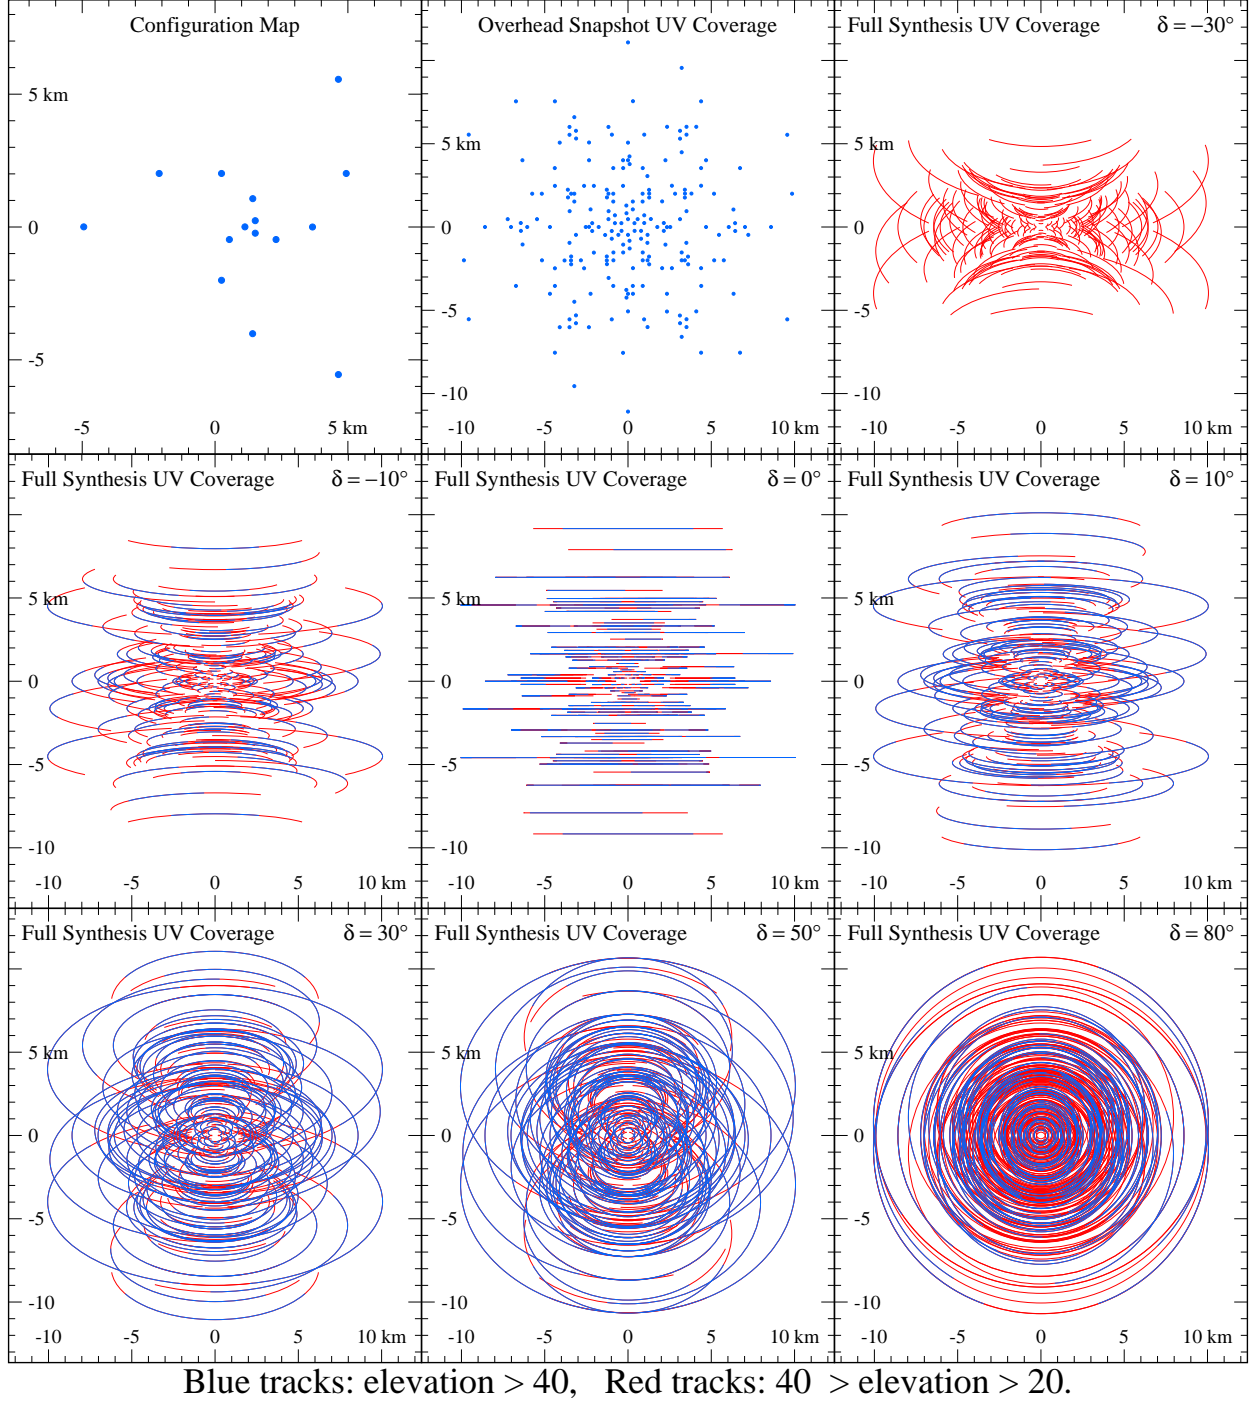 Configuration Map
5 km
0
-5
-5 0 5 km
Overhead Snapshot UV Coverage
5 km
0
-5
-10
-10 -5 0 5 10 km
Full Synthesis UV Coverage δ = −30°
5 km
0
-5
-10
-10 -5 0 5 10 km
Full Synthesis UV Coverage δ = −10°
5 km
0
-5
-10
-10 -5 0 5 10 km
Full Synthesis UV Coverage δ = 0°
5 km
0
-5
-10
-10 -5 0 5 10 km
Full Synthesis UV Coverage δ = 10°
5 km
0
-5
-10
-10 -5 0 5 10 km
Full Synthesis UV Coverage δ = 30°
5 km
0
-5
-10
-10 -5 0 5 10 km
Full Synthesis UV Coverage δ = 50°
5 km
0
-5
-10
-10 -5 0 5 10 km
Full Synthesis UV Coverage δ = 80°
5 km
0
-5
-10
-10 -5 0 5 10 km
Blue tracks: elevation > 40, Red tracks: 40 > elevation > 20.